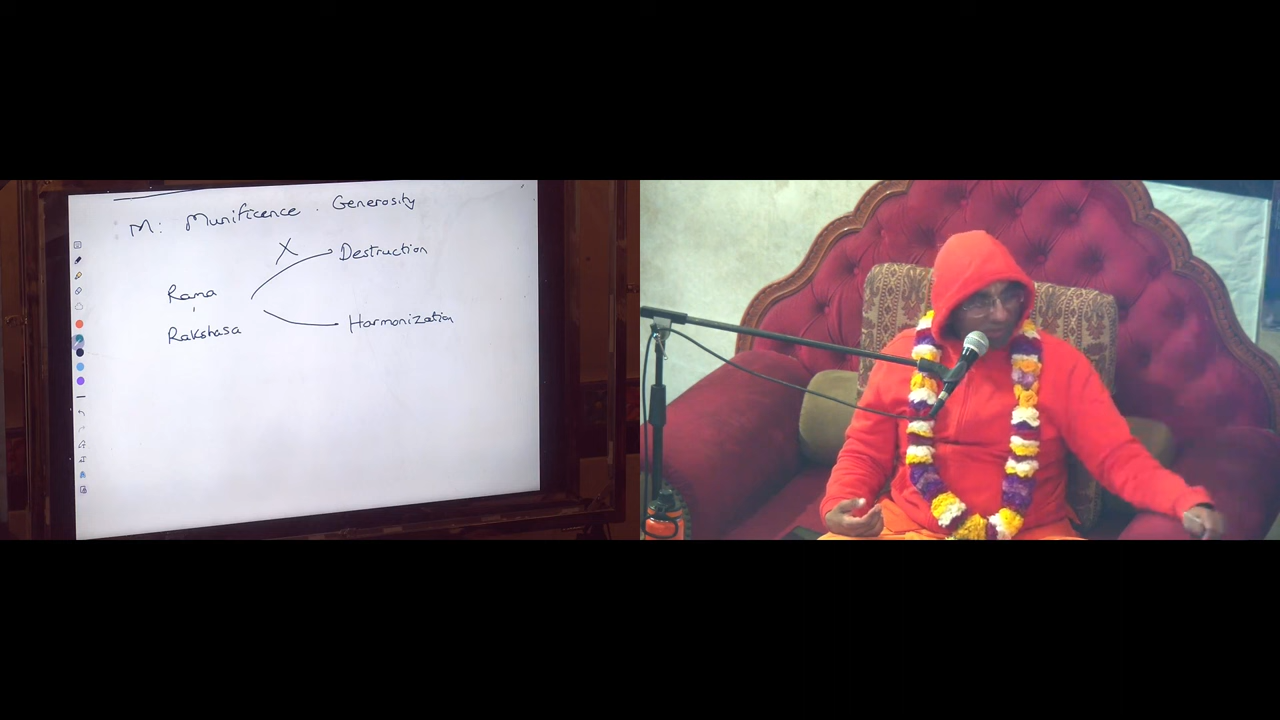 M: Munificence. Generosity
X
Destruction
Rama
Harmonization
Rakshasa